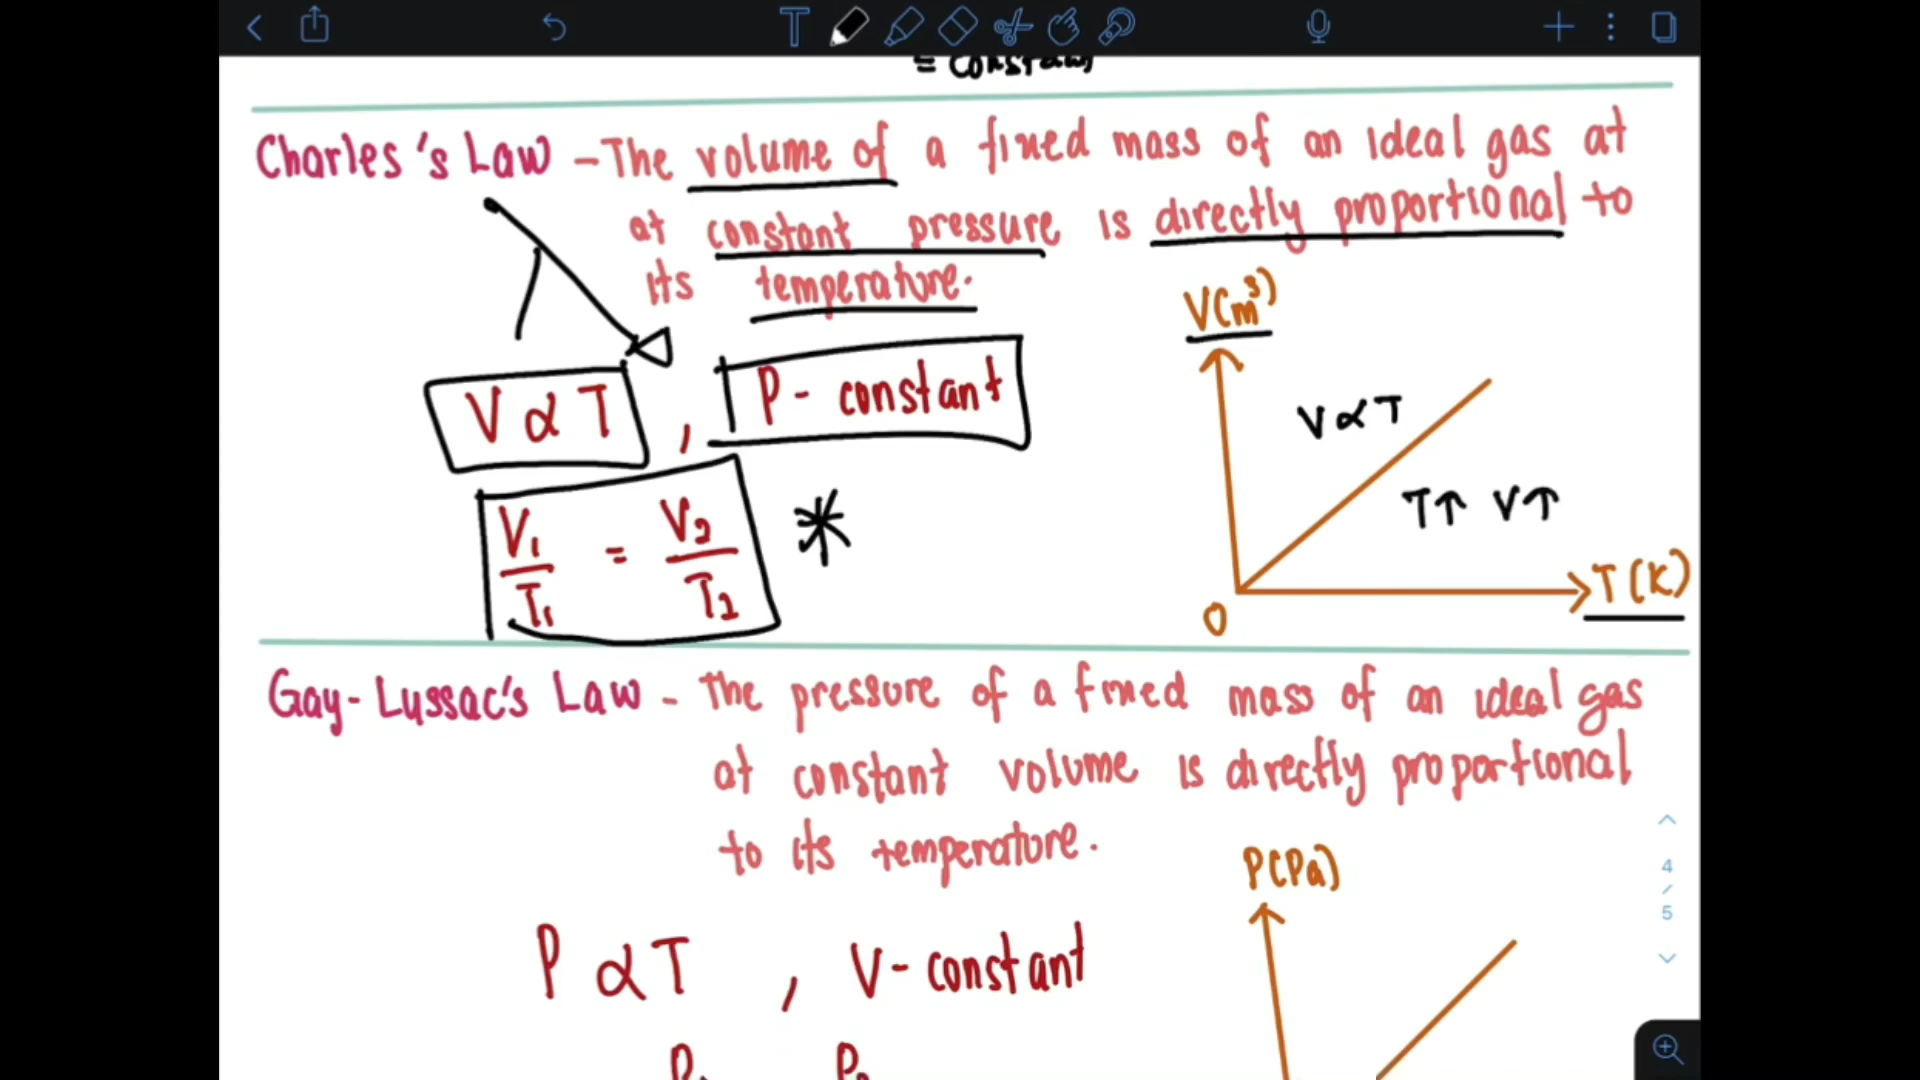 = constant
Charles's Law - The volume of a fixed mass of an ideal gas at
at constant pressure is directly proportional to
its temperature.
V(m³)
V ∝ T , P - constant
V ∝ T
T↑ V↑
V₁ = V₂
T₁ T₂
*
T (K)
0
Gay-Lussac's Law - The pressure of a fixed mass of an ideal gas
at constant volume is directly proportional
to its temperature.
P(Pa)
4
/
5
P ∝ T , V - constant